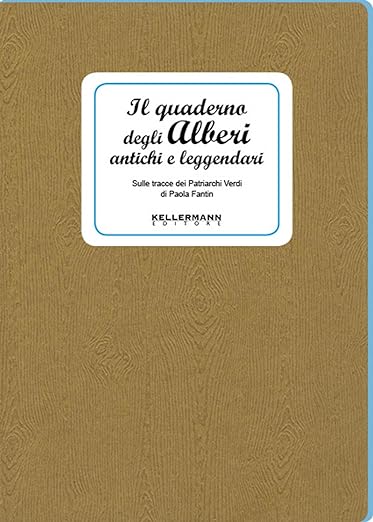 Il quaderno
degli Alberi
antichi e leggendari
Sulle tracce dei Patriarchi Verdi
di Paola Fantin
KELLERMANN
EDITORE